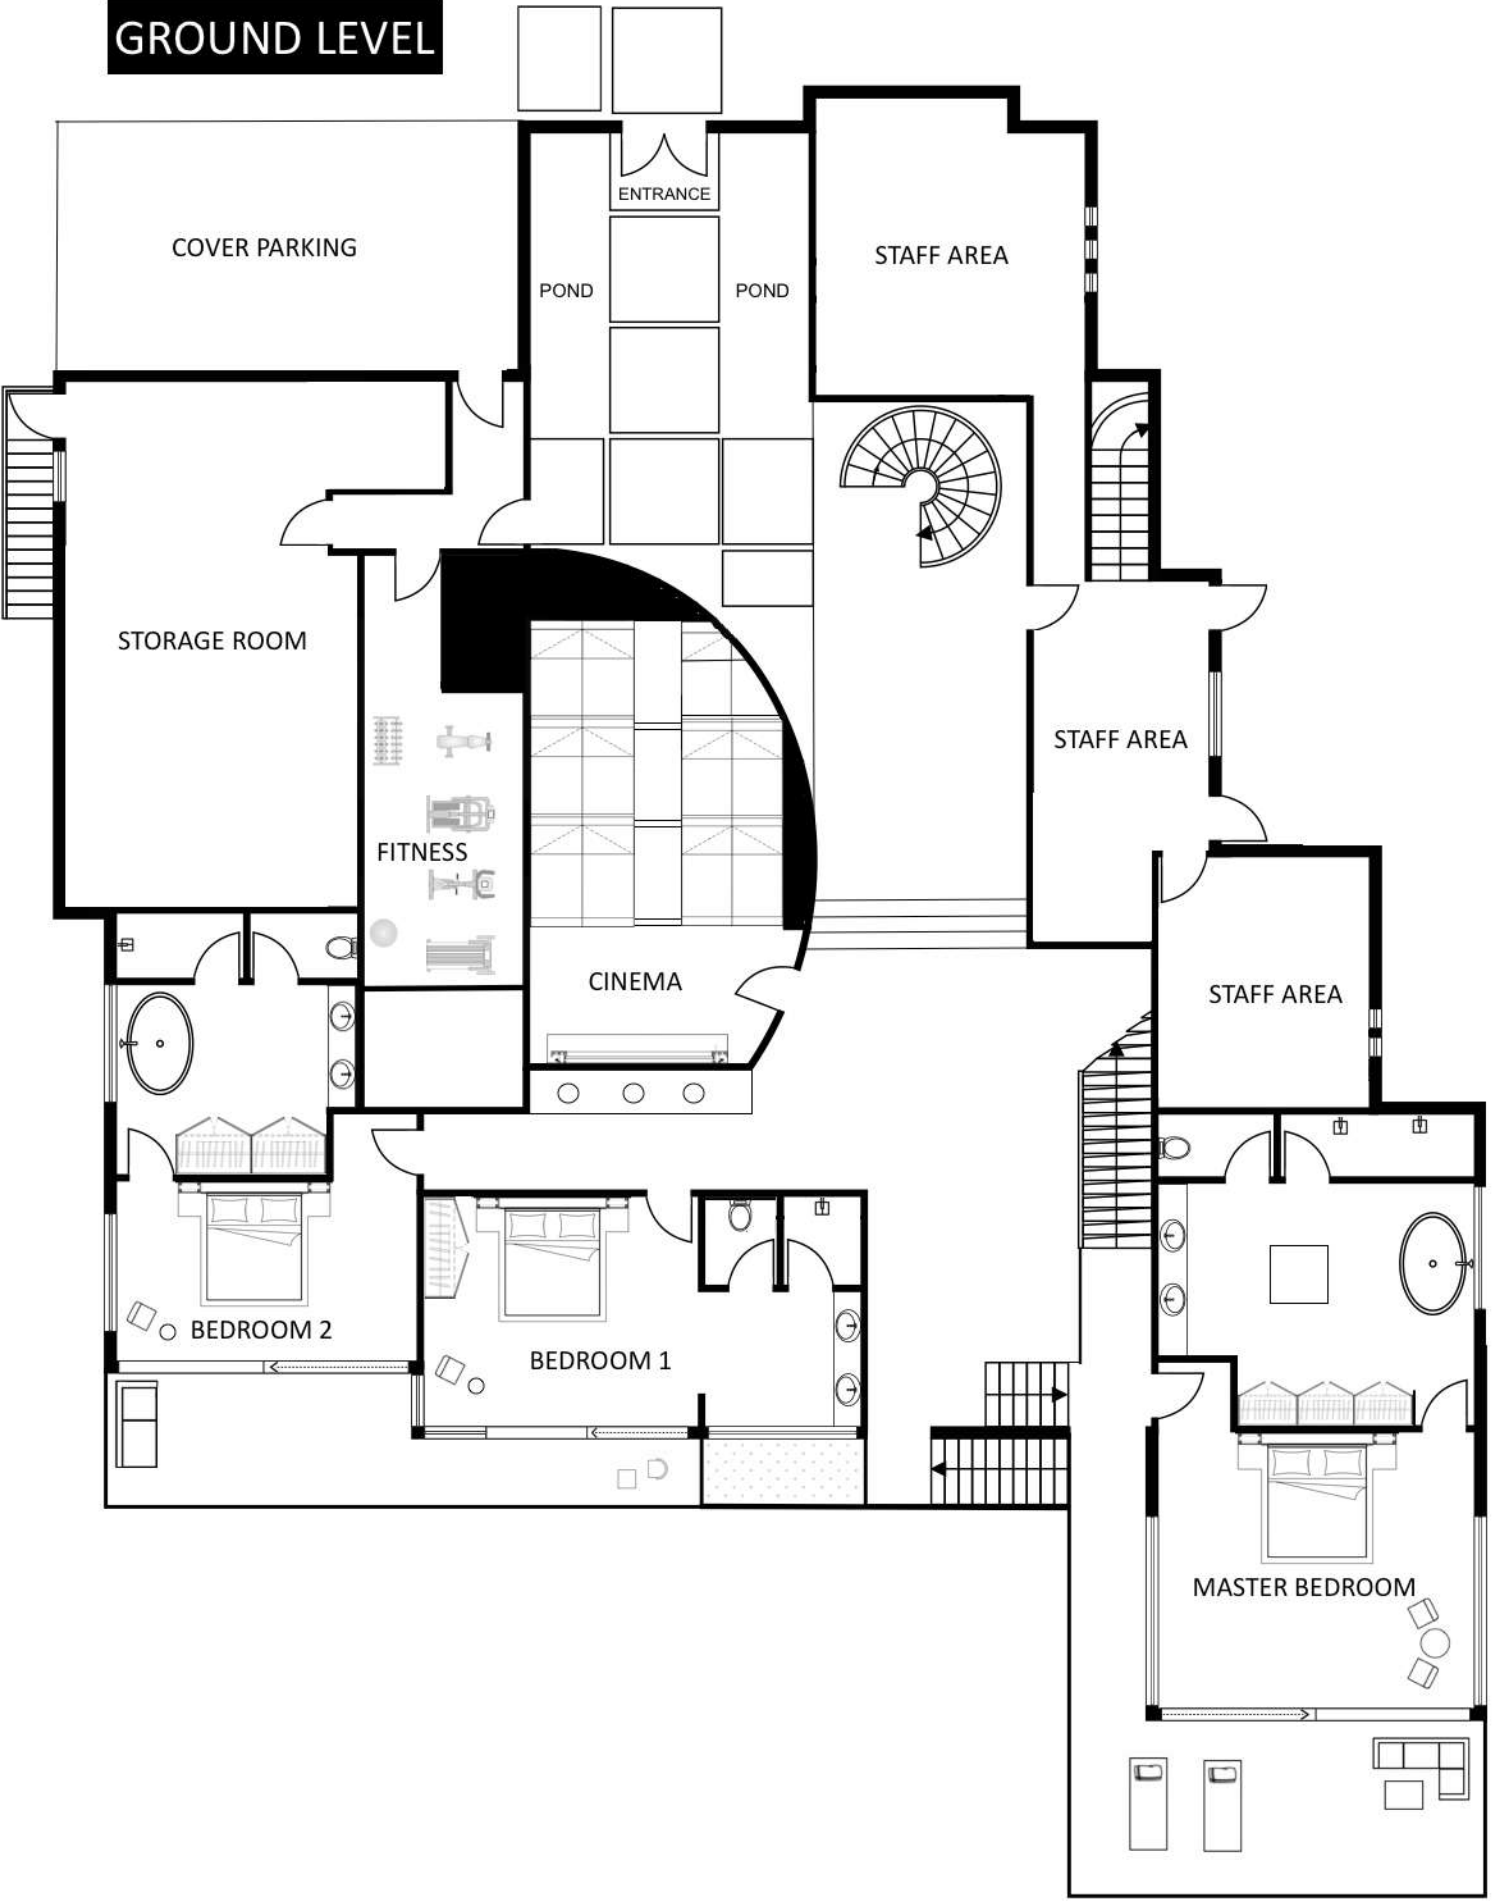 GROUND LEVEL
ENTRANCE
COVER PARKING
STAFF AREA
POND
POND
STORAGE ROOM
STAFF AREA
FITNESS
CINEMA
STAFF AREA
BEDROOM 2
BEDROOM 1
MASTER BEDROOM